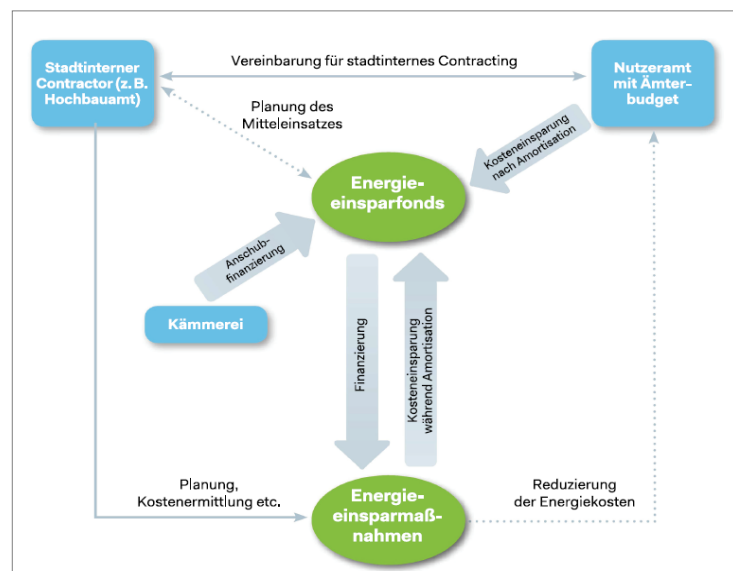 Stadtinterner
Contractor (z. B.
Hochbauamt)
Vereinbarung für stadtinternes Contracting
Nutzeramt
mit Ämter-
budget
Planung des
Mitteleinsatzes
Kosteneinsparung
nach Amortisation
Energie-
einsparfonds
Anschub-
finanzierung
Kämmerei
Finanzierung
Kosteneinsparung
während Amortisation
Planung,
Kostenermittlung etc.
Energie-
einsparmaß-
nahmen
Reduzierung
der Energiekosten